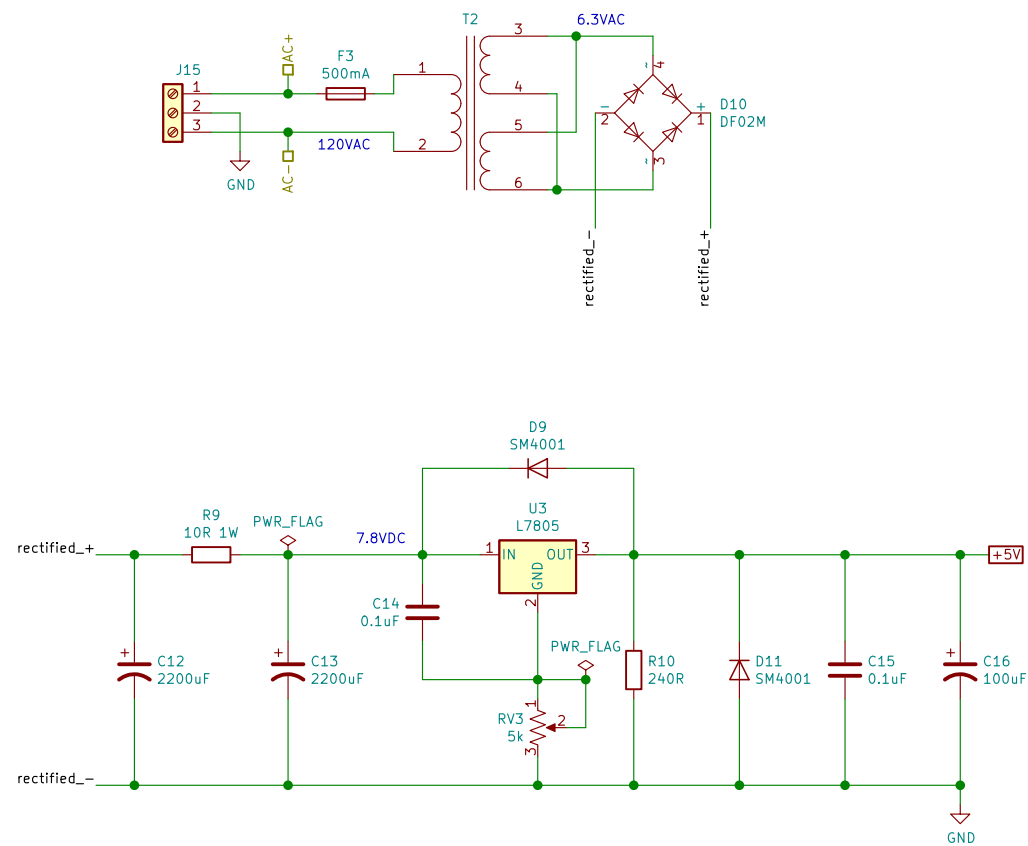 T2
6.3VAC
AC+
F3
500mA
J15
1
2
3
1
2
3
4
5
6
120VAC
GND
AC-
~
4
-
2
+
1
D10
DF02M
~
3
rectified_-
rectified_+
D9
SM4001
U3
L7805
R9
10R 1W
PWR_FLAG
7.8VDC
rectified_+
1
IN
OUT
3
GND
2
+5V
C14
0.1uF
PWR_FLAG
+
C12
2200uF
+
C13
2200uF
R10
240R
D11
SM4001
C15
0.1uF
+
C16
100uF
RV3
5k
1
2
3
rectified_-
GND